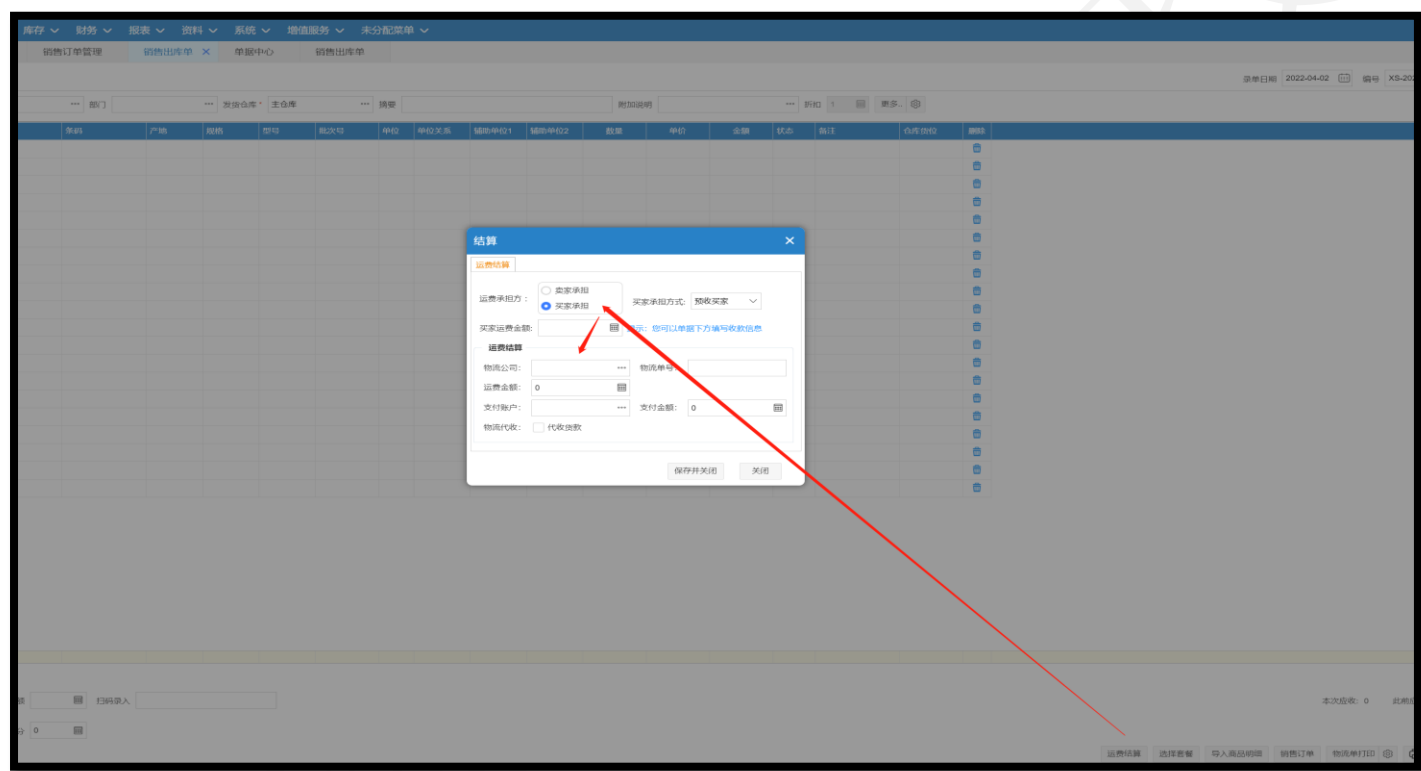 库存 财务 报表 资料 系统 增值服务 未分配菜单
销售订单管理 销售出库单 单据中心 销售出库单
录单日期 2022-04-02 编号 XS-202
部门 发货仓库 * 主仓库 摘要 附加说明 折扣 1 更多..
条码 产地 规格 型号 批次号 单位 单位关系 辅助单位1 辅助单位2 数量 单价 金额 状态 备注 仓库货位 删除
结算
运费结算
运费承担方: 卖家承担
买家承担 买家承担方式: 预收买家
买家运费金额: 示: 您可以单据下方填写收款信息
运费结算
物流公司: 物流单号
运费金额: 0
支付账户: 支付金额: 0
物流代收: 代收货款
保存并关闭 关闭
额 扫码录入 本次应收: 0 此前应
分 0
运费结算 选择套餐 导入商品明细 销售订单 物流单打印